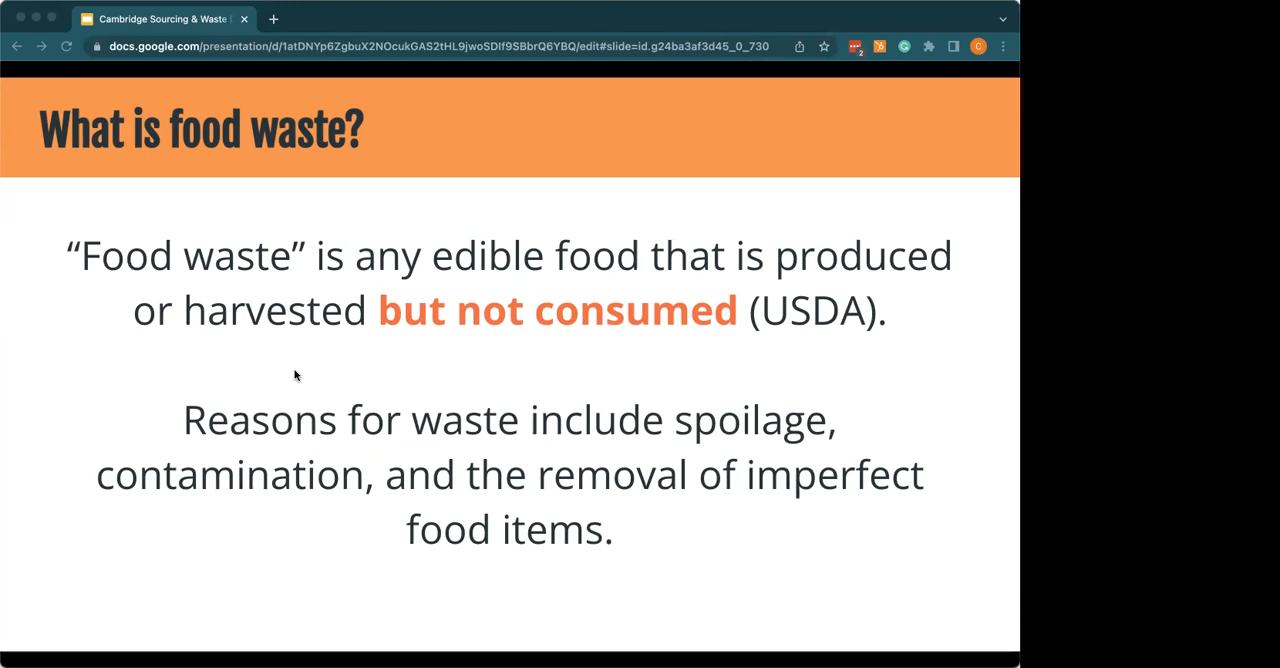 Cambridge Sourcing & Waste
docs.google.com/presentation/d/1atDNYp6ZgbuX2NOcukGAS2tHL9jwoSDIf9SBbrQ6YBQ/edit#slide=id.g24ba3af3d45_0_730
2
C
What is food waste?
“Food waste” is any edible food that is produced
or harvested but not consumed (USDA).
Reasons for waste include spoilage,
contamination, and the removal of imperfect
food items.